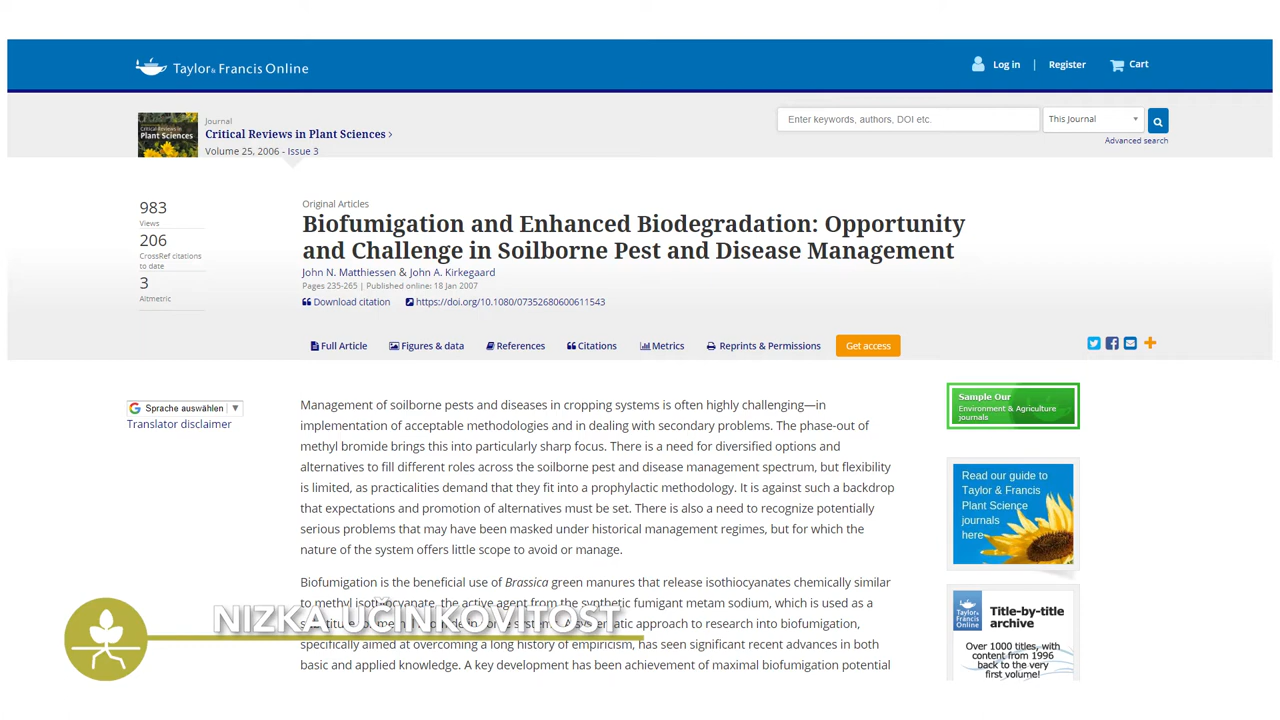 Taylor & Francis Online
Log in | Register Cart
Critical Reviews in
Plant Sciences
Journal
Critical Reviews in Plant Sciences ›
Volume 25, 2006 - Issue 3
Enter keywords, authors, DOI etc.
This Journal
Advanced search
983
Views
206
CrossRef citations
to date
3
Altmetric
Original Articles
Biofumigation and Enhanced Biodegradation: Opportunity
and Challenge in Soilborne Pest and Disease Management
John N. Matthiessen & John A. Kirkegaard
Pages 235-265 | Published online: 18 Jan 2007
Download citation https://doi.org/10.1080/07352680600611543
Full Article Figures & data References Citations Metrics Reprints & Permissions Get access
Sprache auswählen
Translator disclaimer
Management of soilborne pests and diseases in cropping systems is often highly challenging—in
implementation of acceptable methodologies and in dealing with secondary problems. The phase-out of
methyl bromide brings this into particularly sharp focus. There is a need for diversified options and
alternatives to fill different roles across the soilborne pest and disease management spectrum, but flexibility
is limited, as practicalities demand that they fit into a prophylactic methodology. It is against such a backdrop
that expectations and promotion of alternatives must be set. There is also a need to recognize potentially
serious problems that may have been masked under historical management regimes, but for which the
nature of the system offers little scope to avoid or manage.
Biofumigation is the beneficial use of Brassica green manures that release isothiocyanates chemically similar
to methyl isothiocyanate, the active agent from the synthetic fumigant metam sodium, which is used as a
systematic approach to research into biofumigation,
specifically aimed at overcoming a long history of empiricism, has seen significant recent advances in both
basic and applied knowledge. A key development has been achievement of maximal biofumigation potential
NIZKA UČINKOVITOST
Sample Our
Environment & Agriculture
journals
Read our guide to
Taylor & Francis
Plant Science
journals
here
Taylor & Francis
Online
Title-by-title
archive
Over 1000 titles, with
content from 1996
back to the very
first volume!